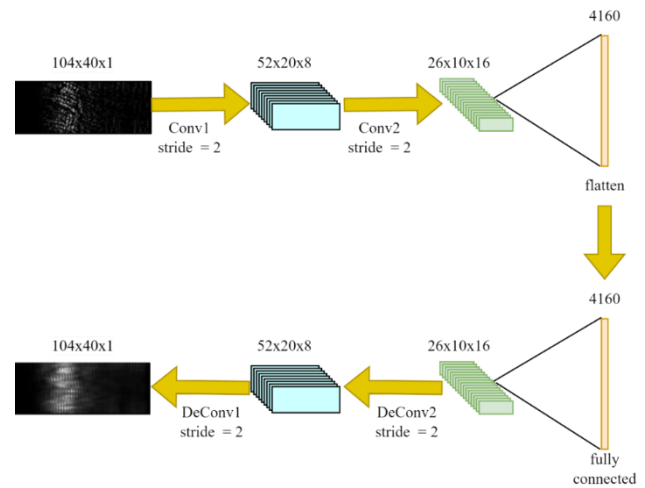 4160
104x40x1
52x20x8
26x10x16
Conv1
stride = 2
Conv2
stride = 2
flatten
4160
104x40x1
52x20x8
26x10x16
DeConv1
stride = 2
DeConv2
stride = 2
fully
connected